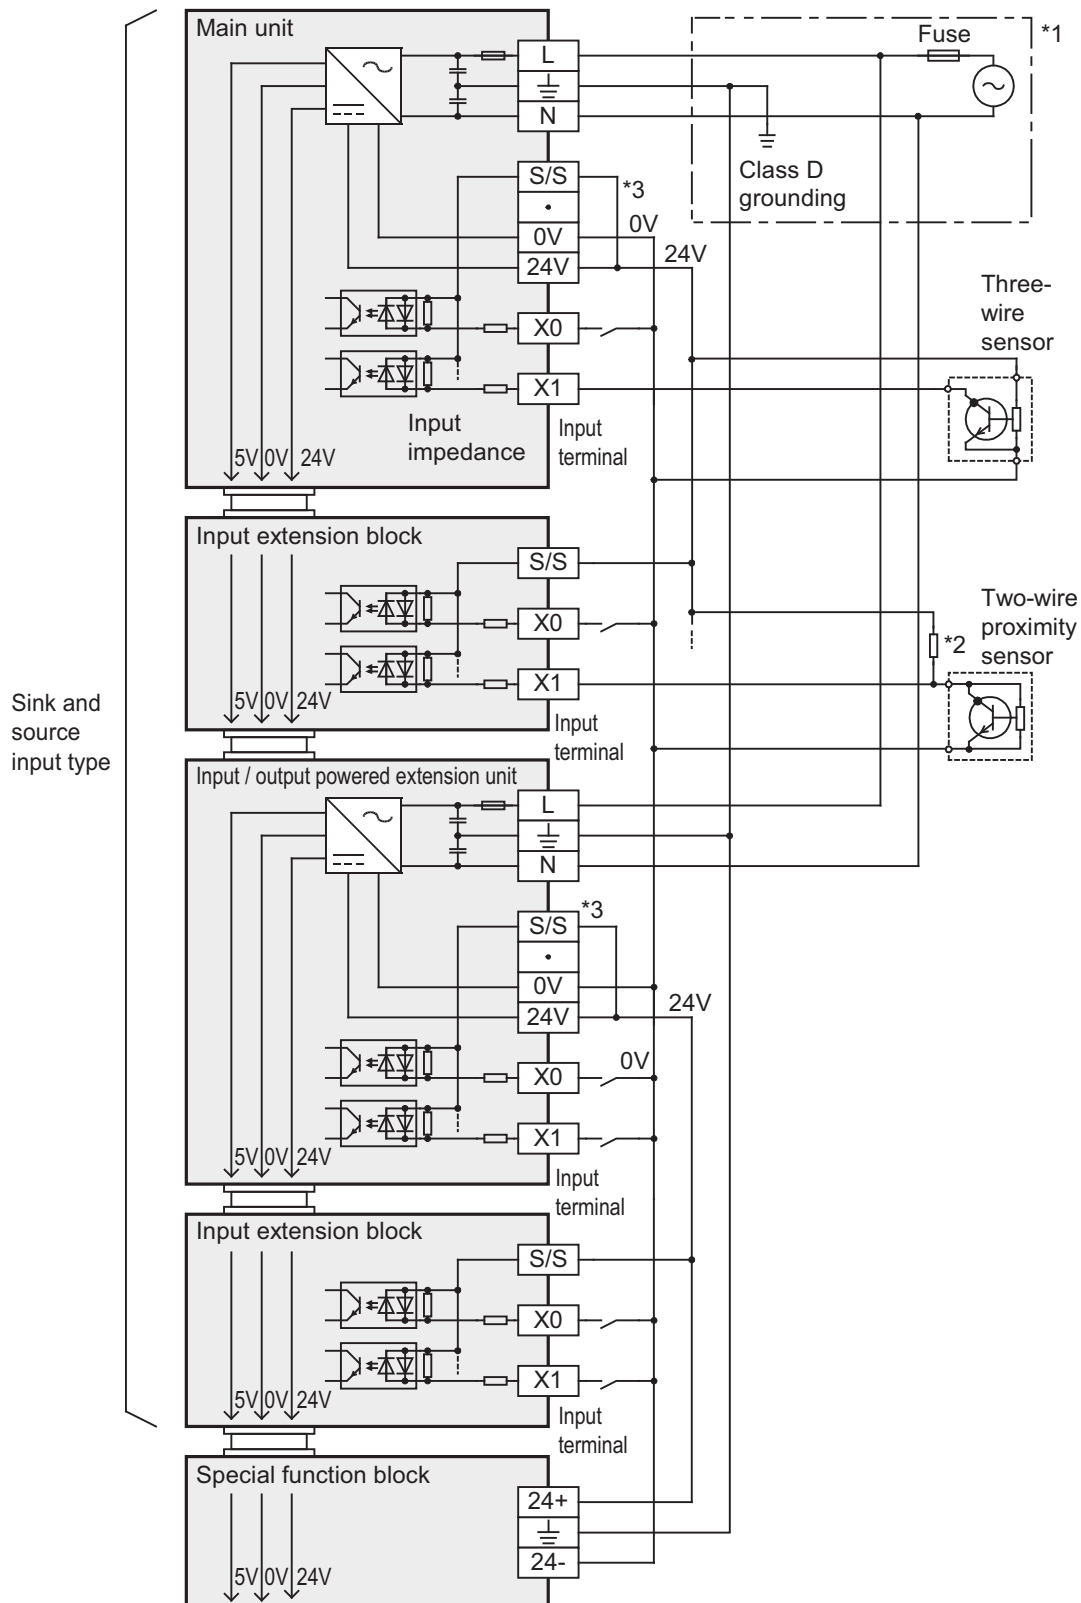 Main unit
L
N
Fuse
*1
Class D
grounding
S/S
*3
0V
0V
24V
24V
X0
X1
Input
impedance
Input
terminal
Three-
wire
sensor
5V 0V 24V
Input extension block
S/S
X0
X1
Input
terminal
*2
Two-wire
proximity
sensor
5V 0V 24V
Sink and
source
input type
Input / output powered extension unit
L
N
S/S
*3
0V
24V
24V
X0
0V
X1
Input
terminal
5V 0V 24V
Input extension block
S/S
X0
X1
Input
terminal
5V 0V 24V
Special function block
24+
24-
5V 0V 24V